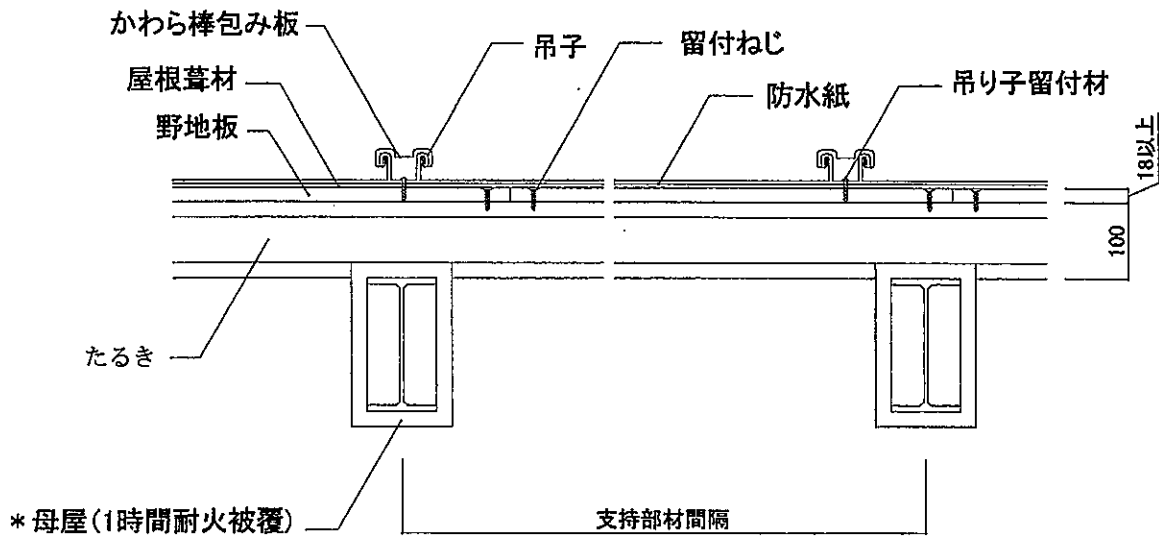 かわら棒包み板
吊子
留付ねじ
屋根葺材
防水紙
吊り子留付材
野地板
18以上
100
たるき
*母屋(1時間耐火被覆)
支持部材間隔